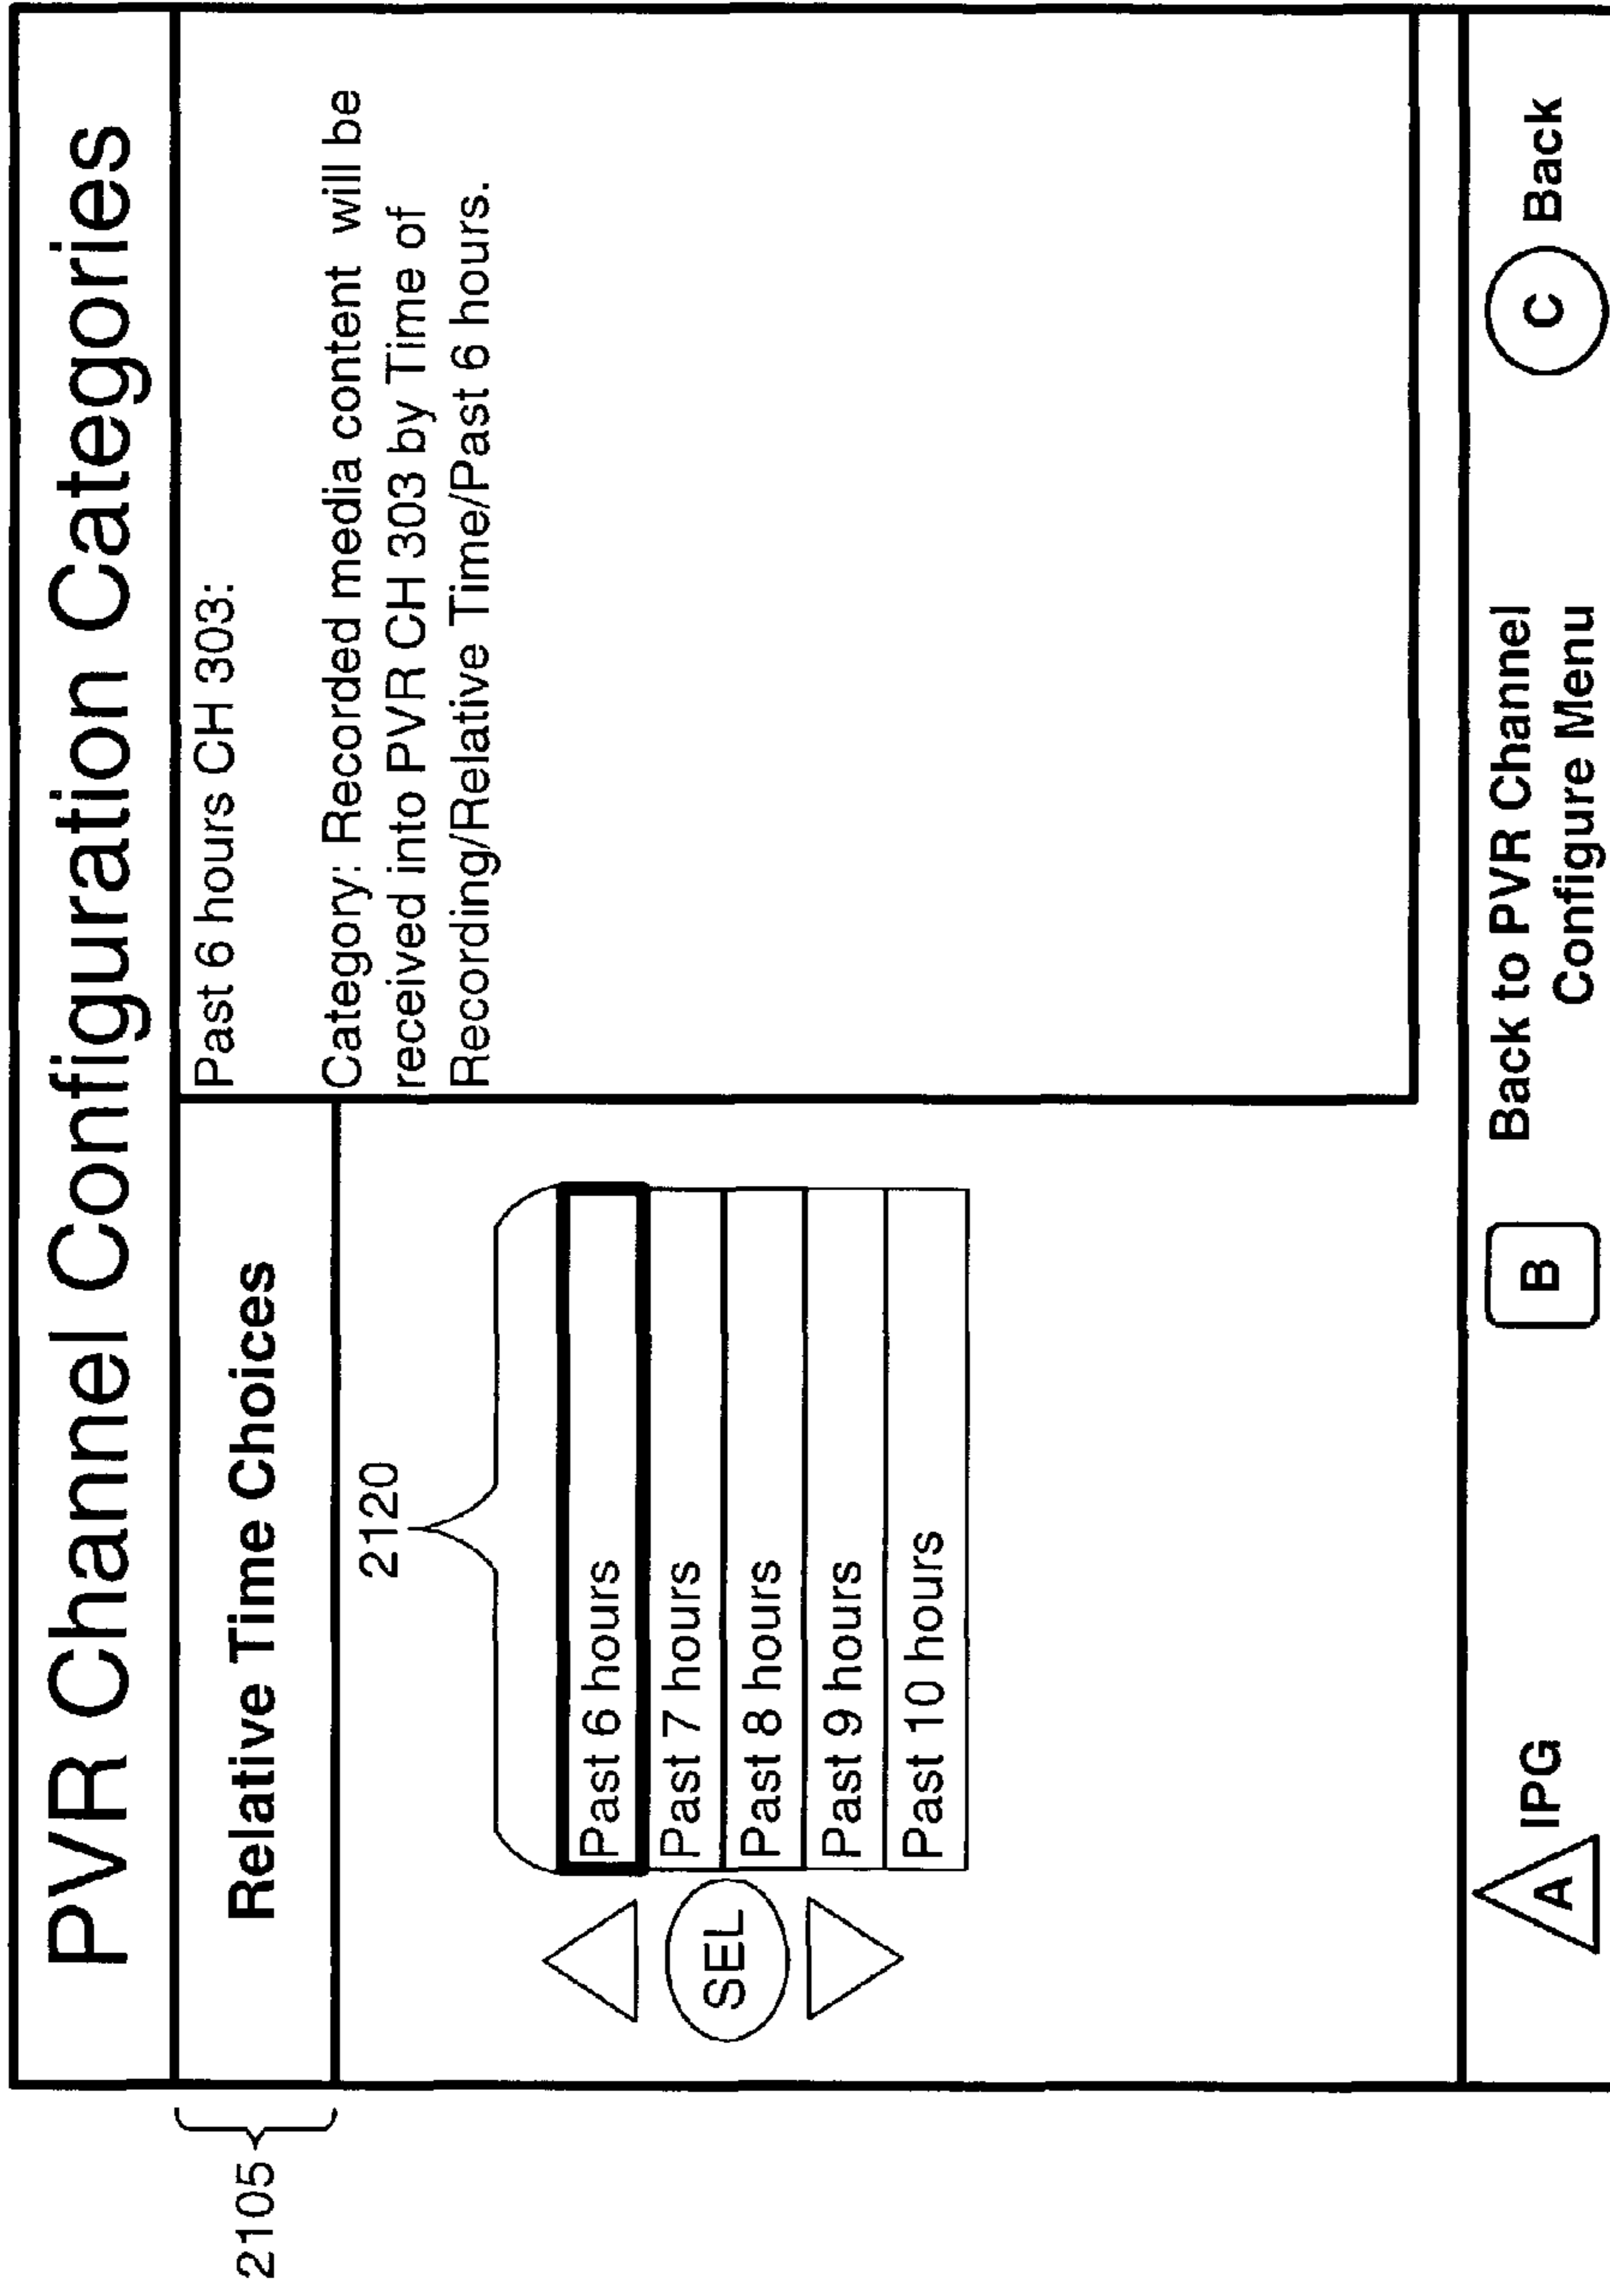 PVR Channel Configuration Categories
2105
Relative Time Choices
Past 6 hours CH 303:
Category: Recorded media content will be
received into PVR CH 303 by Time of
Recording/Relative Time/Past 6 hours.
2120
SEL
Past 6 hours
Past 7 hours
Past 8 hours
Past 9 hours
Past 10 hours
A IPG
B Back to PVR Channel
Configure Menu
C Back